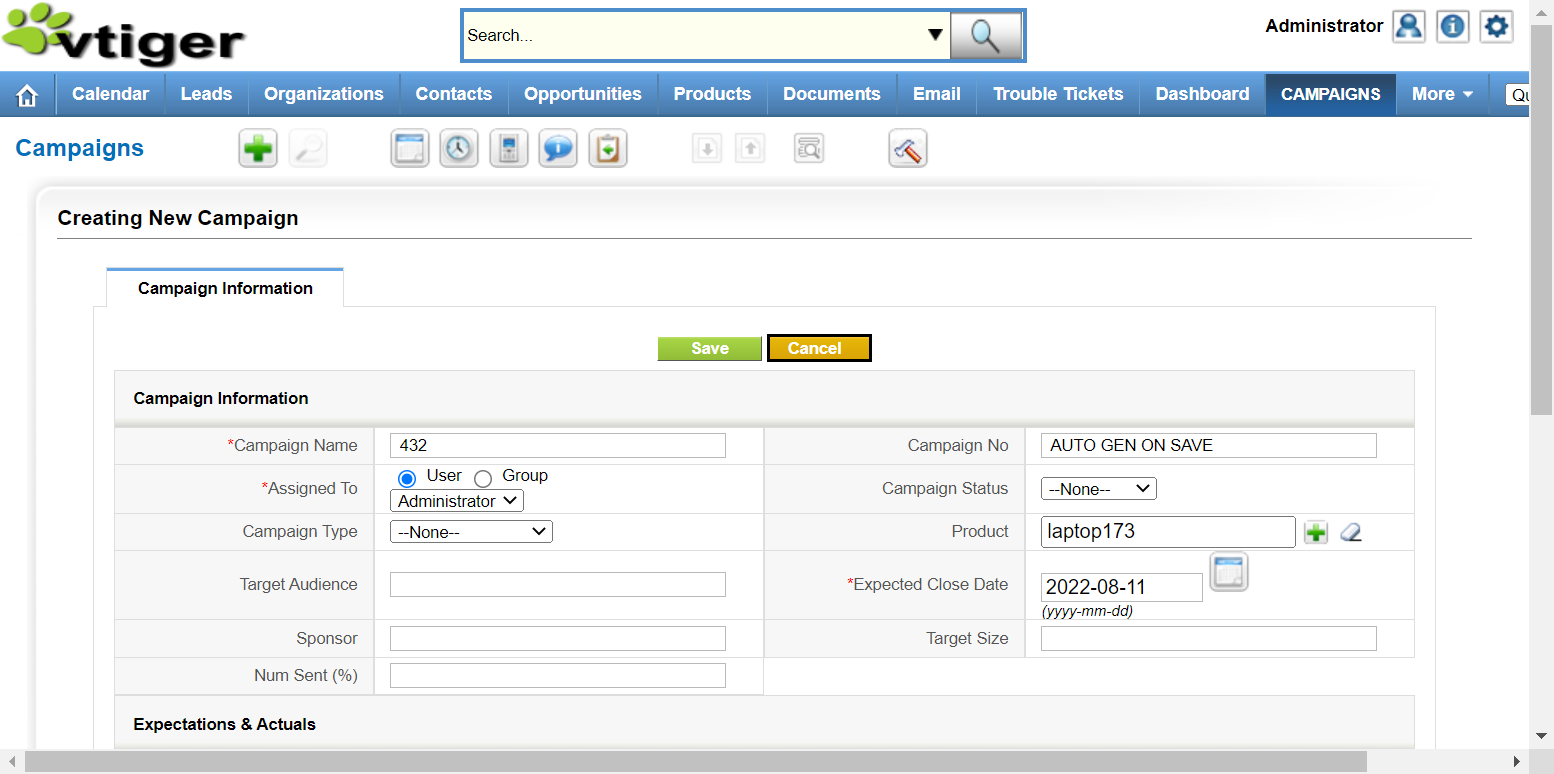 vtiger
Search...
Administrator
Calendar Leads Organizations Contacts Opportunities Products Documents Email Trouble Tickets Dashboard CAMPAIGNS More Qu
Campaigns
Creating New Campaign
Campaign Information
Save Cancel
Campaign Information
*Campaign Name 432 Campaign No AUTO GEN ON SAVE
*Assigned To User Group Administrator Campaign Status --None--
Campaign Type --None-- Product laptop173
Target Audience *Expected Close Date 2022-08-11
(yyyy-mm-dd)
Sponsor Target Size
Num Sent (%)
Expectations & Actuals